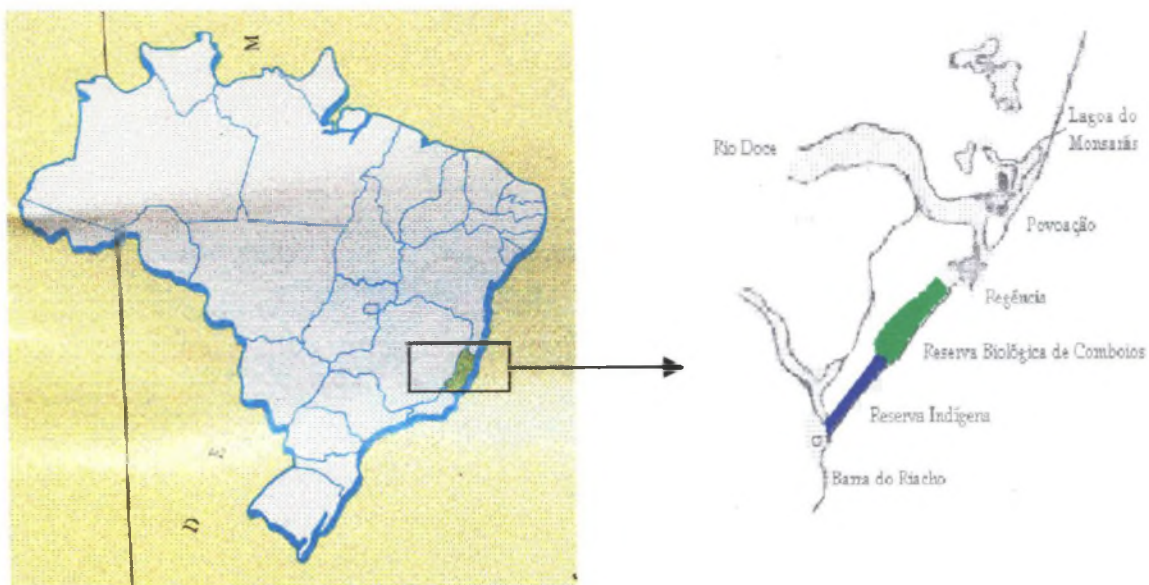 M
D
Rio Doce
Lagoa do
Monsarás
Povoação
Regência
Reserva Biológica de Comboios
Reserva Indígena
Barra do Riacho